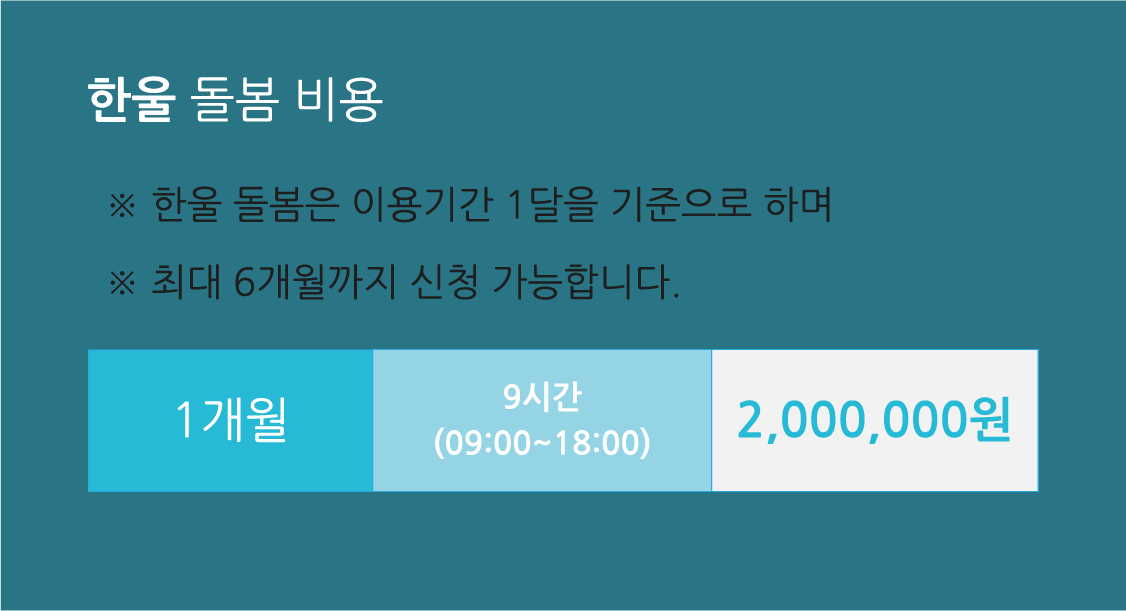 한울 돌봄 비용
※ 한울 돌봄은 이용기간 1달을 기준으로 하며
※ 최대 6개월까지 신청 가능합니다.
1개월
9시간
(09:00~18:00)
2,000,000원